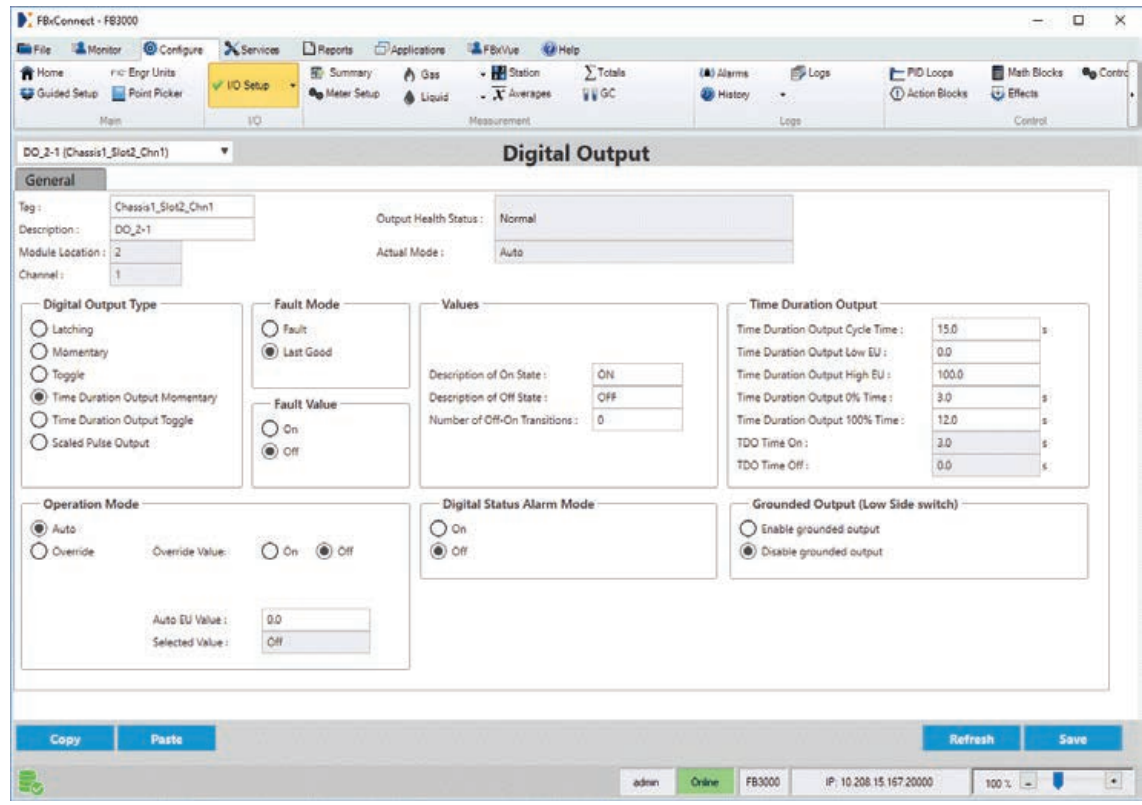 FBxConnect - FB3000
File Monitor Configure Services Reports Applications FBxVue Help
Home Engr Units I/O Setup Summary Gas Station Totals Alarms Logs PID Loops Math Blocks Contrc
Guided Setup Point Picker Meter Setup Liquid Averages GC History Action Blocks Effects
Main I/O Measurement Logs Control
DO_2-1 (Chassis1_Slot2_Chn1)
Digital Output
General
Tag : Chassis1_Slot2_Chn1
Description : DO_2-1
Module Location : 2
Channel : 1
Output Health Status : Normal
Actual Mode : Auto
Digital Output Type
Latching
Momentary
Toggle
Time Duration Output Momentary
Time Duration Output Toggle
Scaled Pulse Output
Fault Mode
Fault
Last Good
Fault Value
On
Off
Values
Description of On State : ON
Description of Off State : OFF
Number of Off-On Transitions : 0
Time Duration Output
Time Duration Output Cycle Time : 15.0 s
Time Duration Output Low EU : 0.0
Time Duration Output High EU : 100.0
Time Duration Output 0% Time : 3.0 s
Time Duration Output 100% Time : 12.0 s
TDO Time On : 3.0 s
TDO Time Off : 0.0 s
Operation Mode
Auto
Override Override Value: On Off
Auto EU Value : 0.0
Selected Value : Off
Digital Status Alarm Mode
On
Off
Grounded Output (Low Side switch)
Enable grounded output
Disable grounded output
Copy Paste Refresh Save
admin Online FB3000 IP: 10.208.15.167.20000 100 % - +